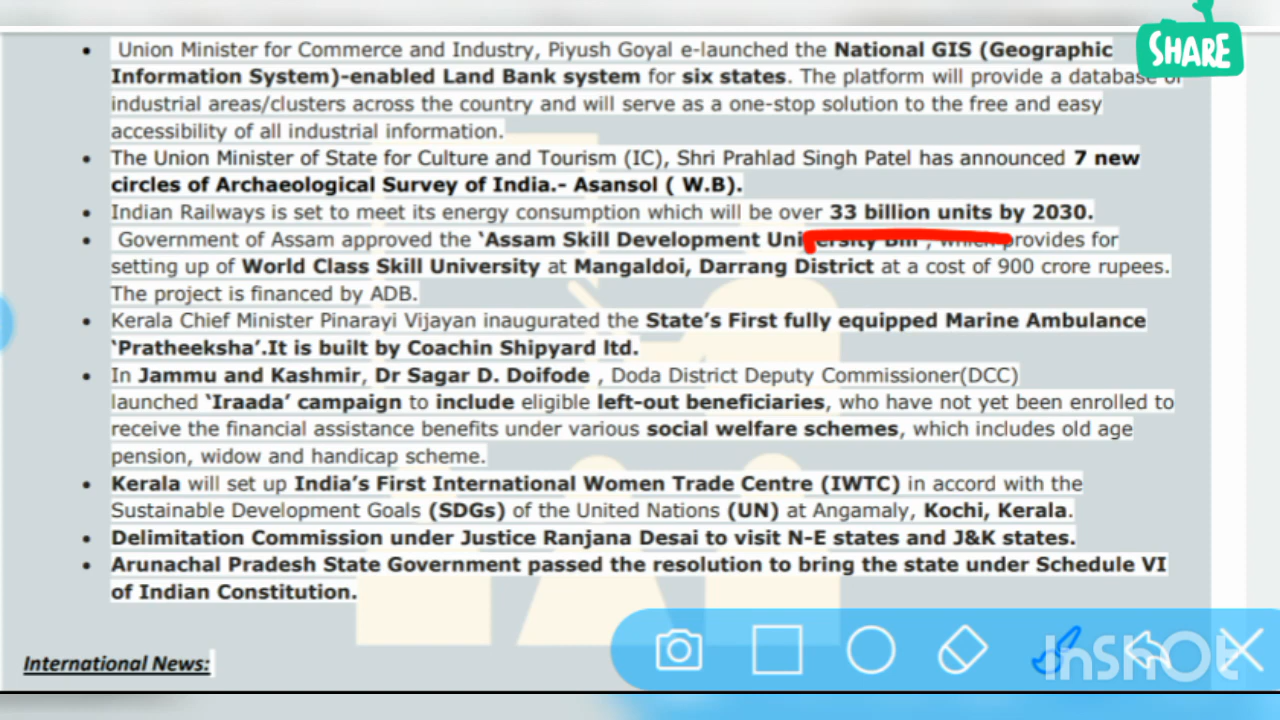 SHARE
• Union Minister for Commerce and Industry, Piyush Goyal e-launched the National GIS (Geographic
Information System)-enabled Land Bank system for six states. The platform will provide a database of
industrial areas/clusters across the country and will serve as a one-stop solution to the free and easy
accessibility of all industrial information.
• The Union Minister of State for Culture and Tourism (IC), Shri Prahlad Singh Patel has announced 7 new
circles of Archaeological Survey of India.- Asansol ( W.B).
• Indian Railways is set to meet its energy consumption which will be over 33 billion units by 2030.
• Government of Assam approved the ‘Assam Skill Development University Bill’, which provides for
setting up of World Class Skill University at Mangaldoi, Darrang District at a cost of 900 crore rupees.
The project is financed by ADB.
• Kerala Chief Minister Pinarayi Vijayan inaugurated the State’s First fully equipped Marine Ambulance
‘Pratheeksha’.It is built by Coachin Shipyard ltd.
• In Jammu and Kashmir, Dr Sagar D. Doifode , Doda District Deputy Commissioner(DCC)
launched ‘Iraada’ campaign to include eligible left-out beneficiaries, who have not yet been enrolled to
receive the financial assistance benefits under various social welfare schemes, which includes old age
pension, widow and handicap scheme.
• Kerala will set up India’s First International Women Trade Centre (IWTC) in accord with the
Sustainable Development Goals (SDGs) of the United Nations (UN) at Angamaly, Kochi, Kerala.
• Delimitation Commission under Justice Ranjana Desai to visit N-E states and J&K states.
• Arunachal Pradesh State Government passed the resolution to bring the state under Schedule VI
of Indian Constitution.
International News:
InShOt